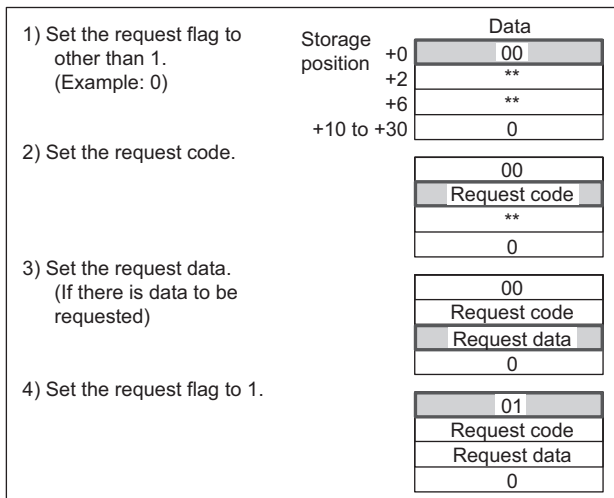 1) Set the request flag to
other than 1.
(Example: 0)
Storage
position
Data
+0 00
+2 **
+6 **
+10 to +30 0
2) Set the request code.
00
Request code
**
0
3) Set the request data.
(If there is data to be
requested)
00
Request code
Request data
0
4) Set the request flag to 1.
01
Request code
Request data
0